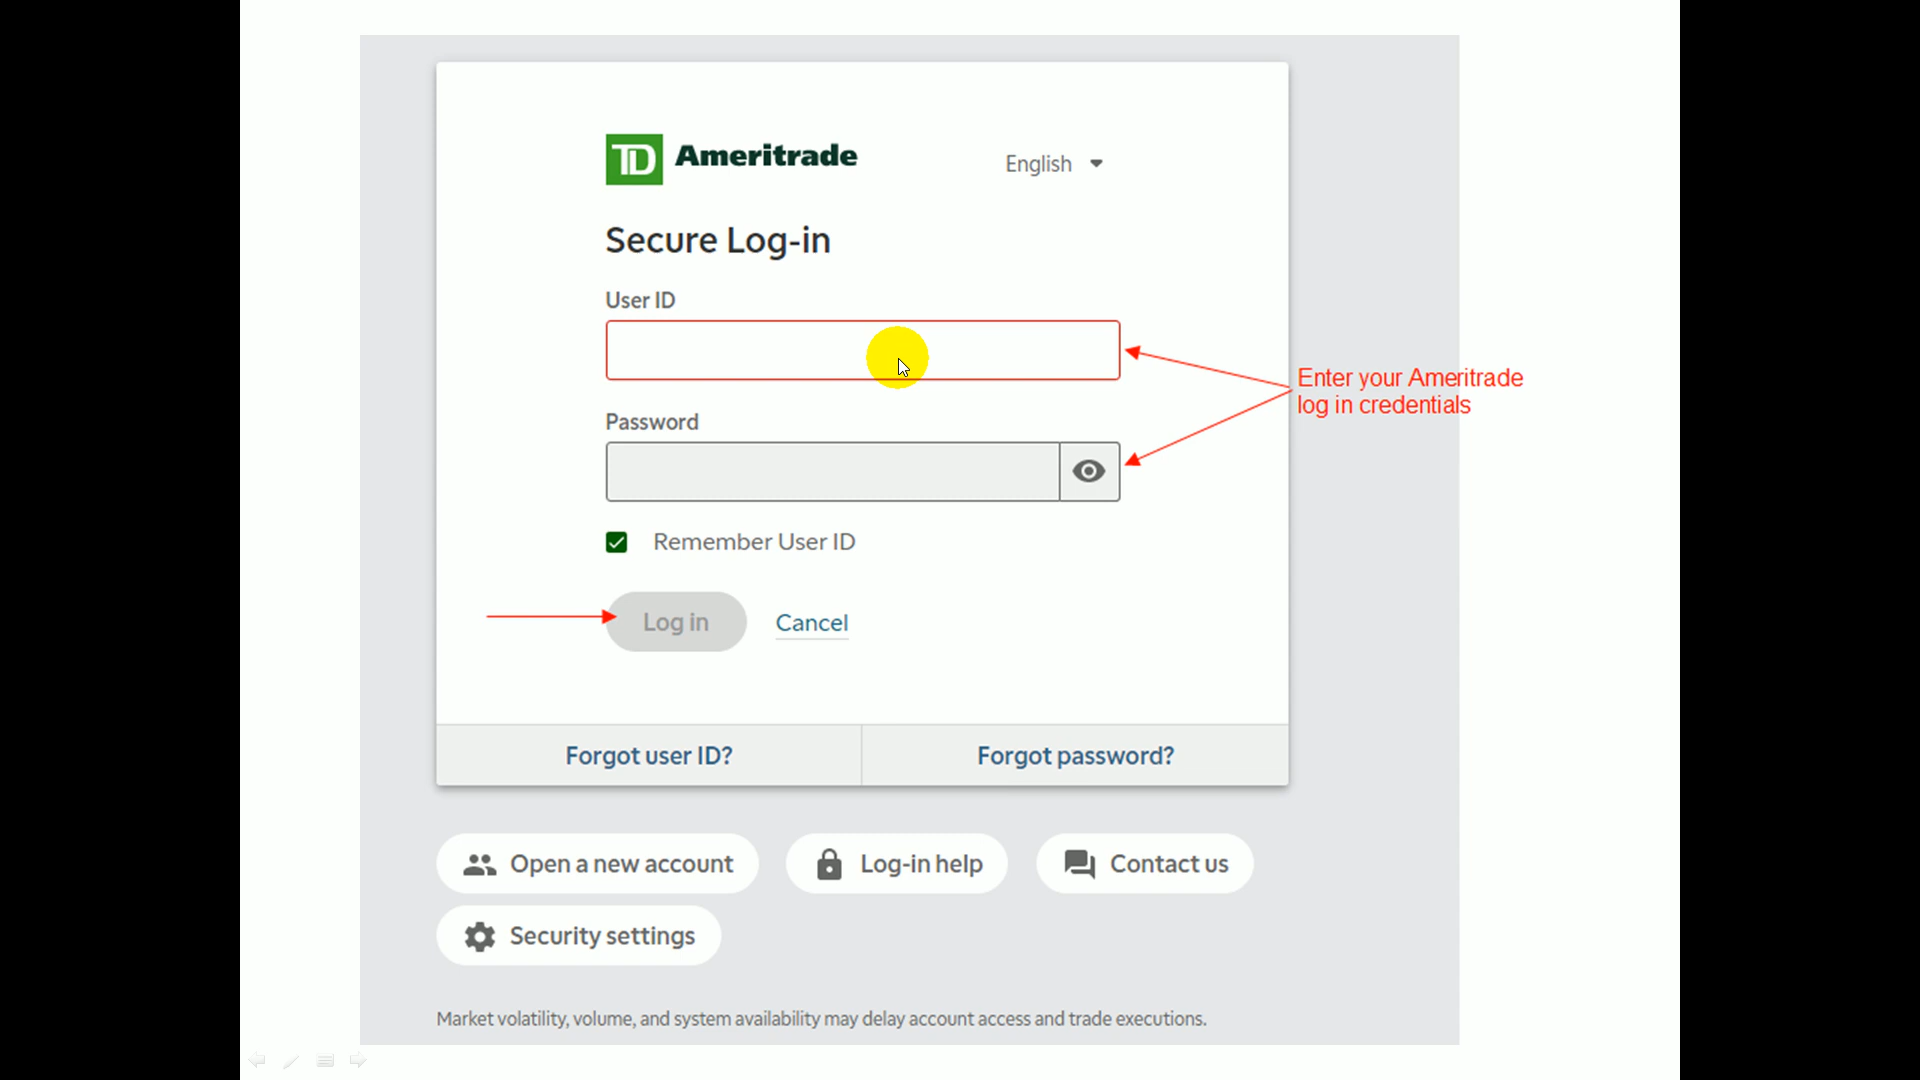 TD Ameritrade
English
Secure Log-in
User ID
Enter your Ameritrade
log in credentials
Password
Remember User ID
Log in
Cancel
Forgot user ID?
Forgot password?
Open a new account
Log-in help
Contact us
Security settings
Market volatility, volume, and system availability may delay account access and trade executions.